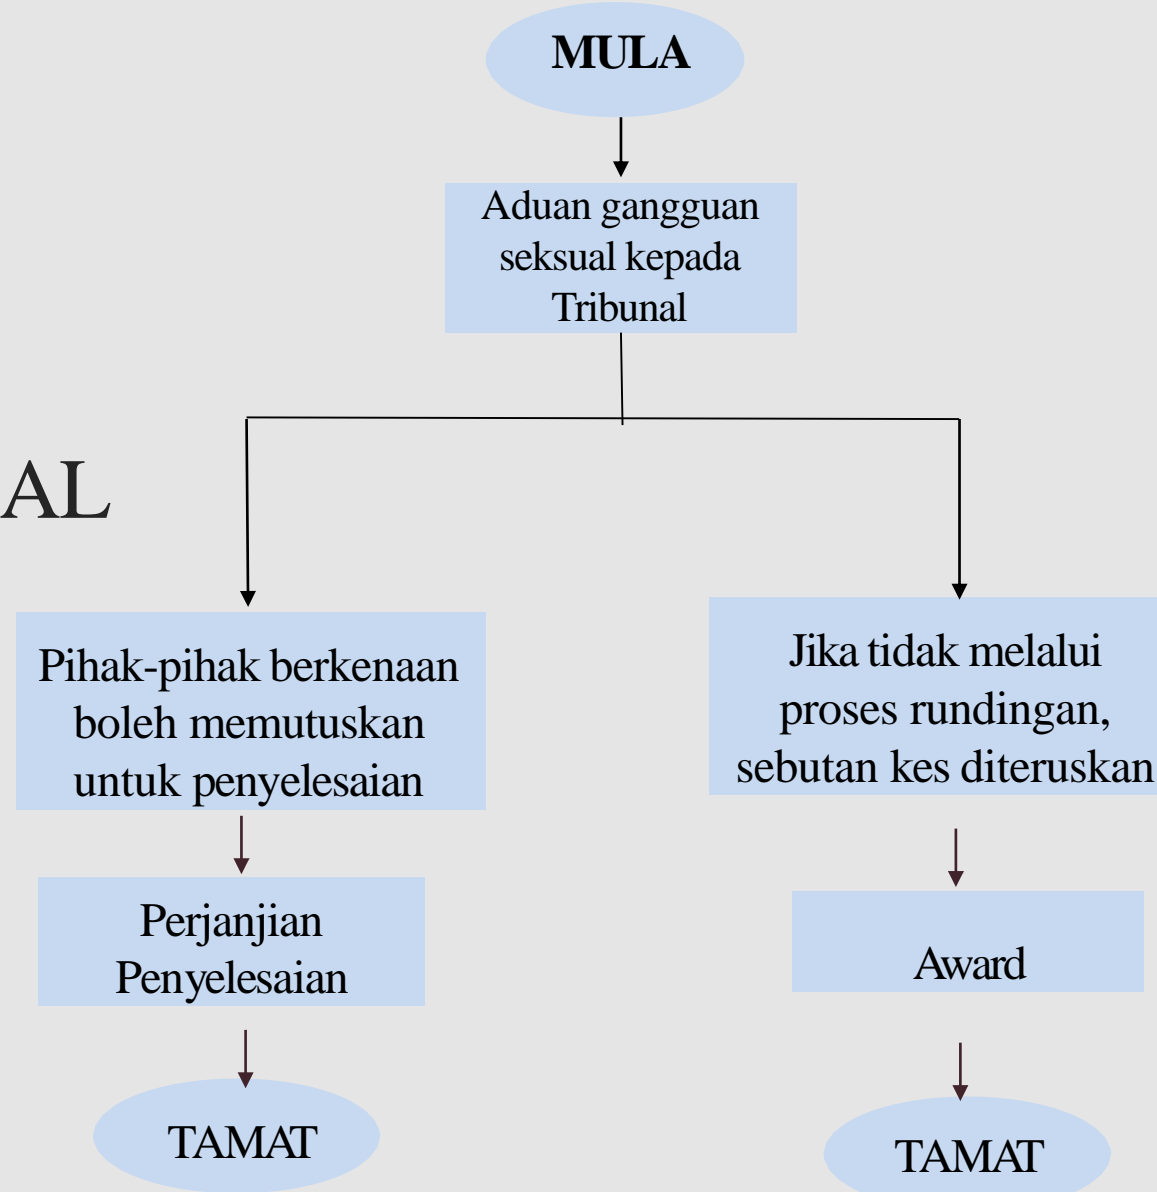 MULA
Aduan gangguan
seksual kepada
Tribunal
AL
Pihak-pihak berkenaan
boleh memutuskan
untuk penyelesaian
Jika tidak melalui
proses rundingan,
sebutan kes diteruskan
Perjanjian
Penyelesaian
Award
TAMAT
TAMAT